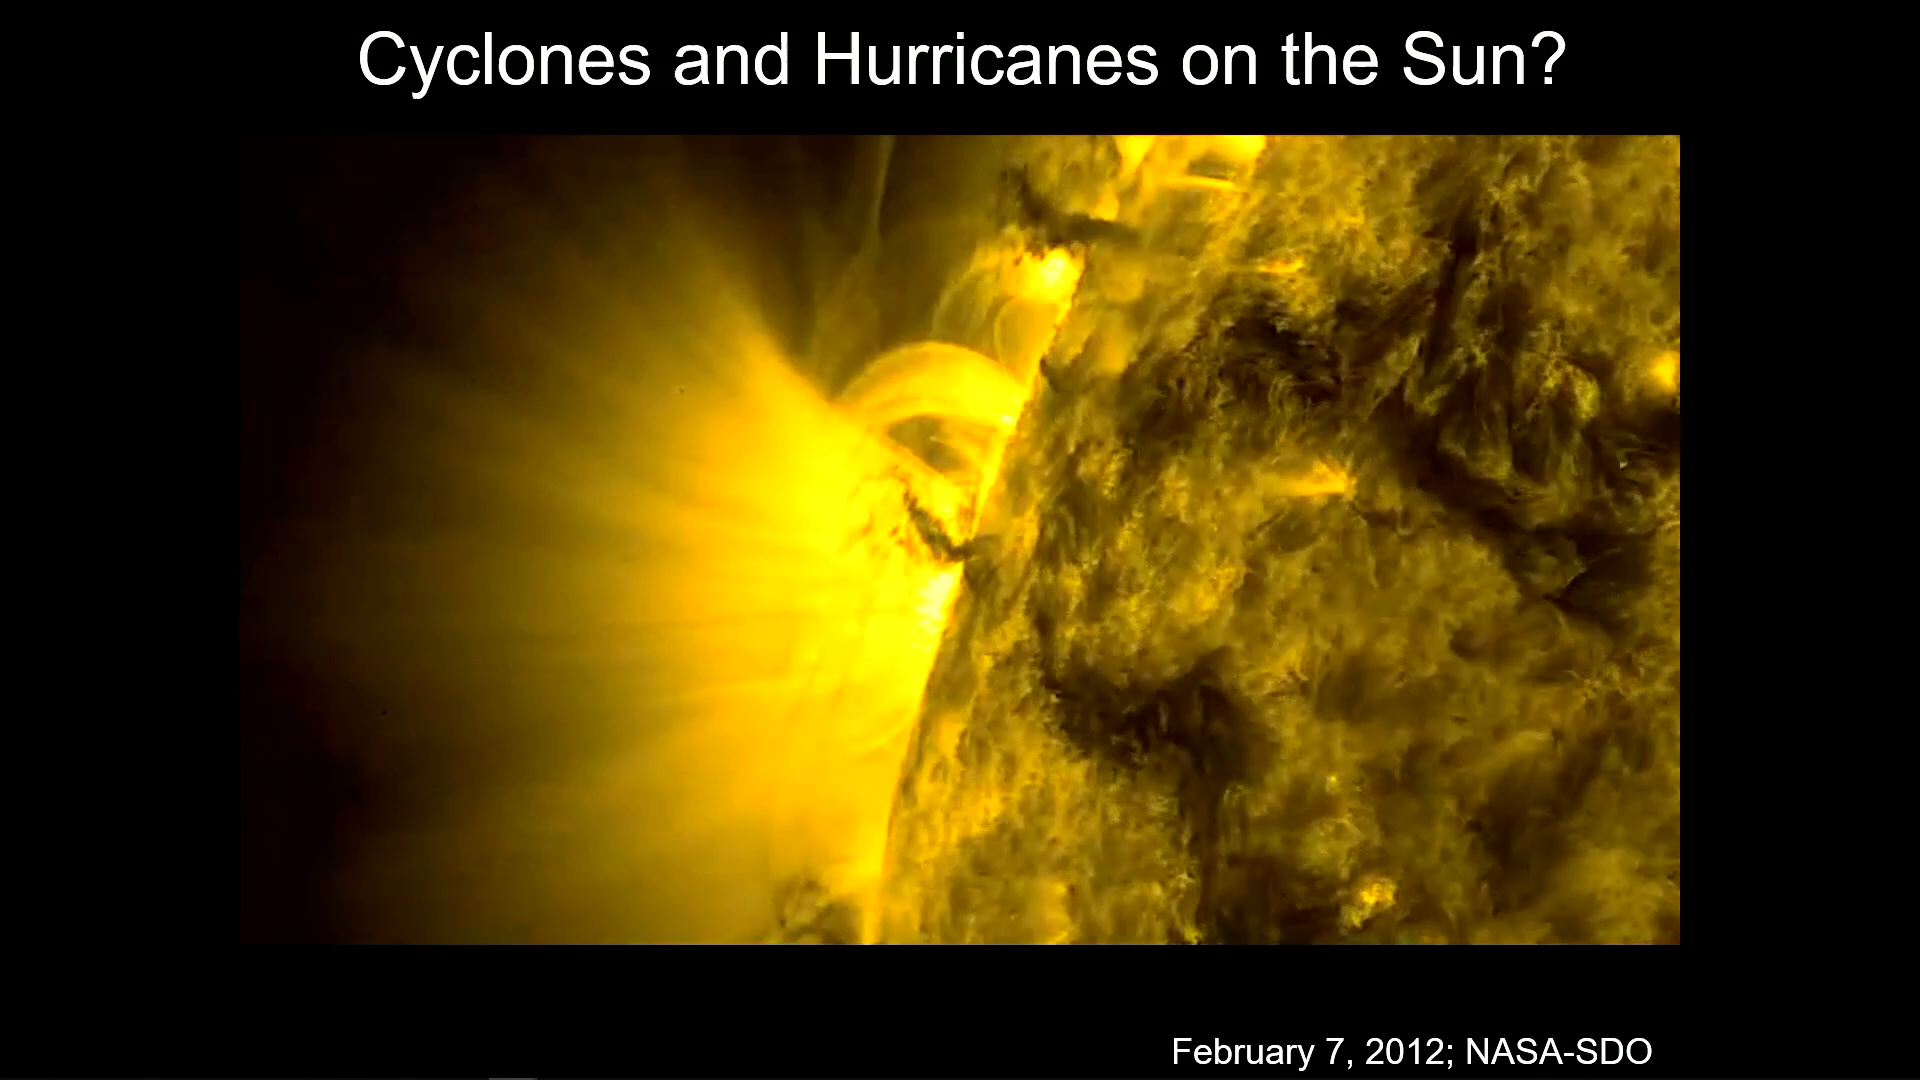 Cyclones and Hurricanes on the Sun?
February 7, 2012; NASA-SDO